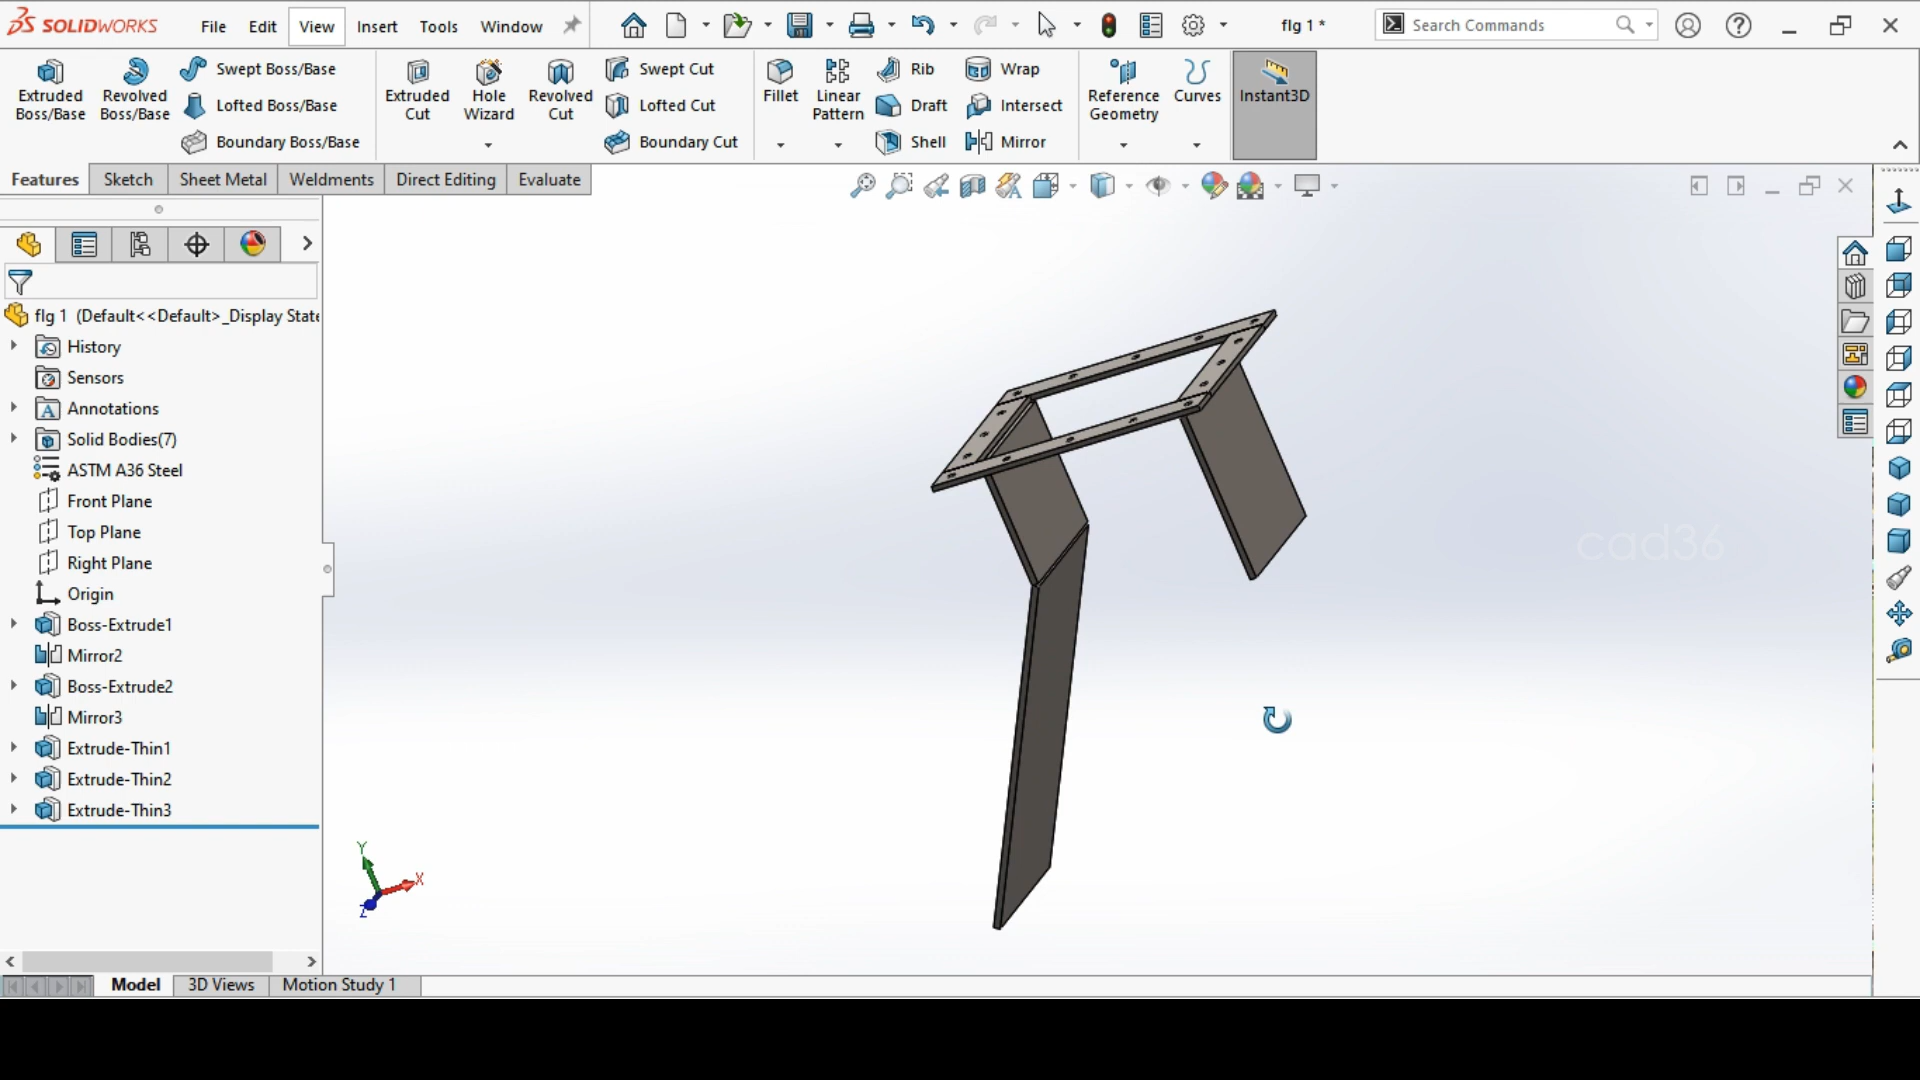 SOLIDWORKS File Edit View Insert Tools Window flg 1 * Search Commands
Extruded Boss/Base
Revolved Boss/Base
Swept Boss/Base
Lofted Boss/Base
Boundary Boss/Base
Extruded Cut
Hole Wizard
Revolved Cut
Swept Cut
Lofted Cut
Boundary Cut
Fillet
Linear Pattern
Rib
Draft
Shell
Wrap
Intersect
Mirror
Reference Geometry
Curves
Instant3D
Features Sketch Sheet Metal Weldments Direct Editing Evaluate
flg 1 (Default<<Default>_Display State
History
Sensors
Annotations
Solid Bodies(7)
ASTM A36 Steel
Front Plane
Top Plane
Right Plane
Origin
Boss-Extrude1
Mirror2
Boss-Extrude2
Mirror3
Extrude-Thin1
Extrude-Thin2
Extrude-Thin3
cad36
Y
X
Z
Model 3D Views Motion Study 1